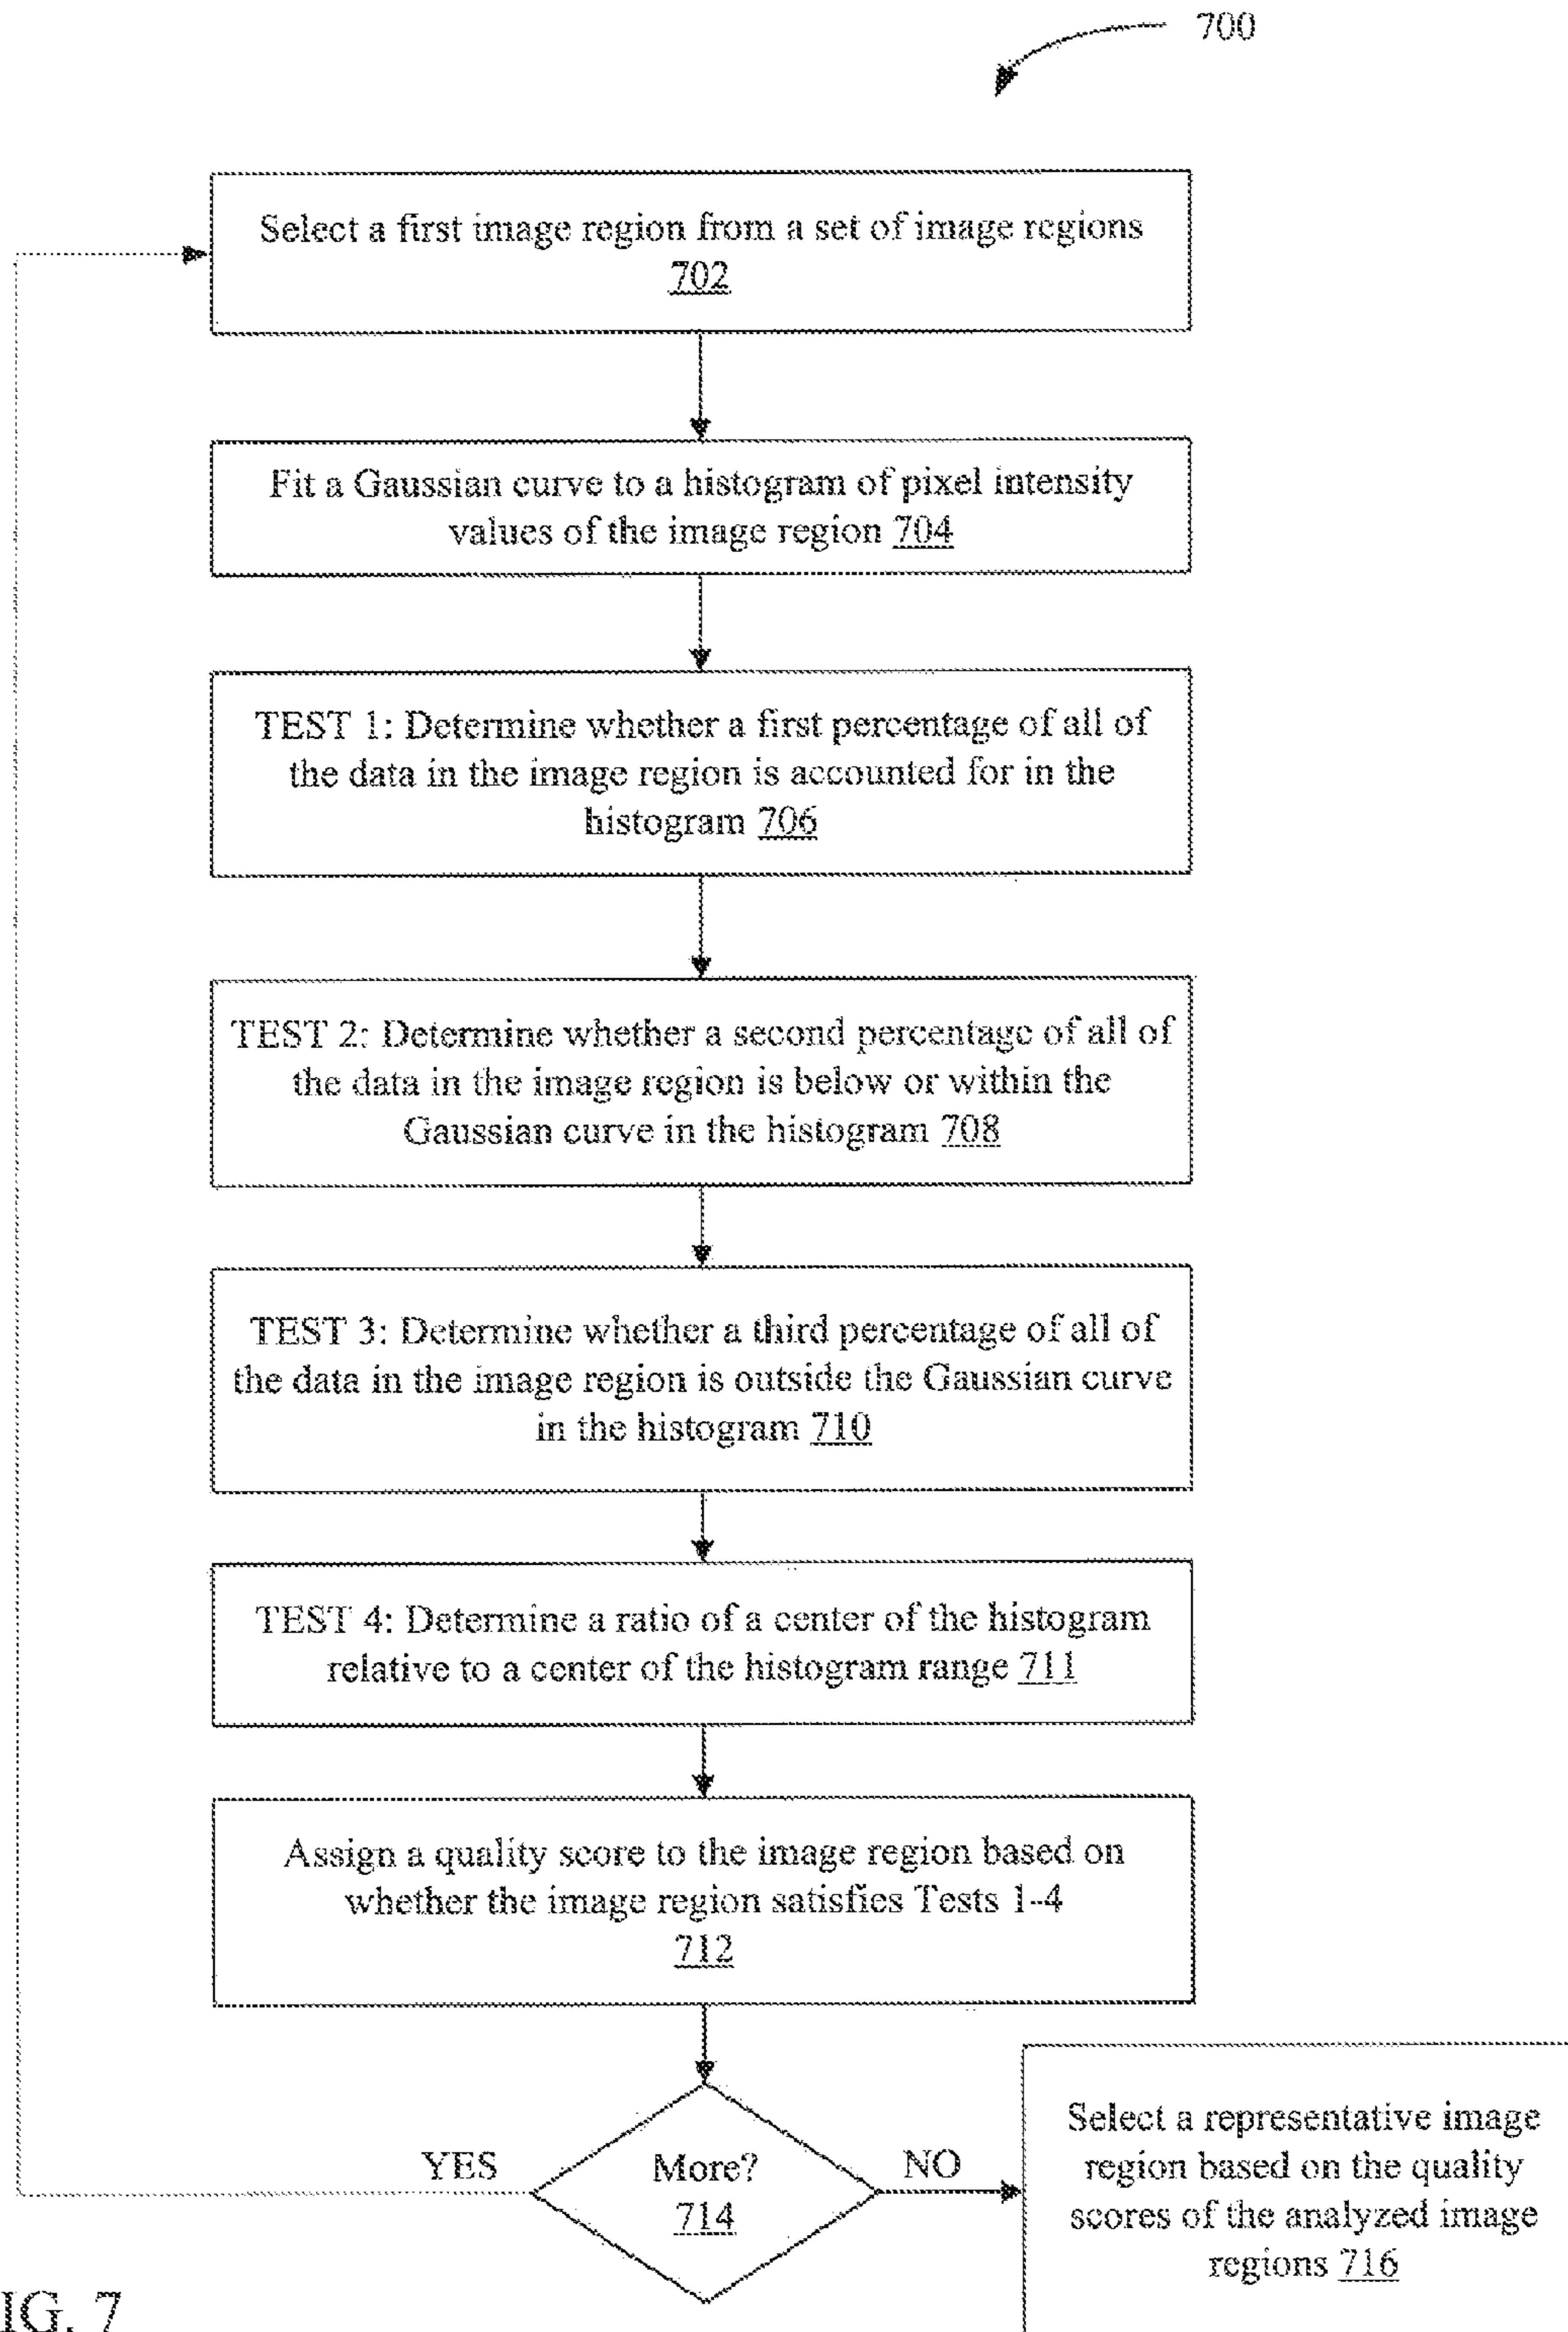 700
Select a first image region from a set of image regions
702
Fit a Gaussian curve to a histogram of pixel intensity
values of the image region 704
TEST 1: Determine whether a first percentage of all of
the data in the image region is accounted for in the
histogram 706
TEST 2: Determine whether a second percentage of all of
the data in the image region is below or within the
Gaussian curve in the histogram 708
TEST 3: Determine whether a third percentage of all of
the data in the image region is outside the Gaussian curve
in the histogram 710
TEST 4: Determine a ratio of a center of the histogram
relative to a center of the histogram range 711
Assign a quality score to the image region based on
whether the image region satisfies Tests 1-4
712
YES
More?
714
NO
Select a representative image
region based on the quality
scores of the analyzed image
regions 716
IG. 7